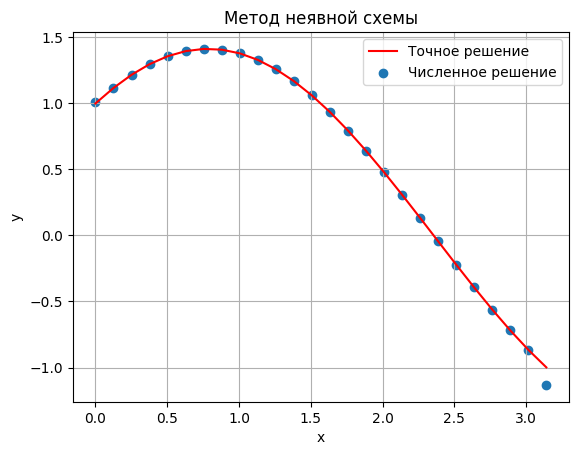 Метод неявной схемы
Точное решение
Численное решение
y
1.5
1.0
0.5
0.0
−0.5
−1.0
0.0 0.5 1.0 1.5 2.0 2.5 3.0
x